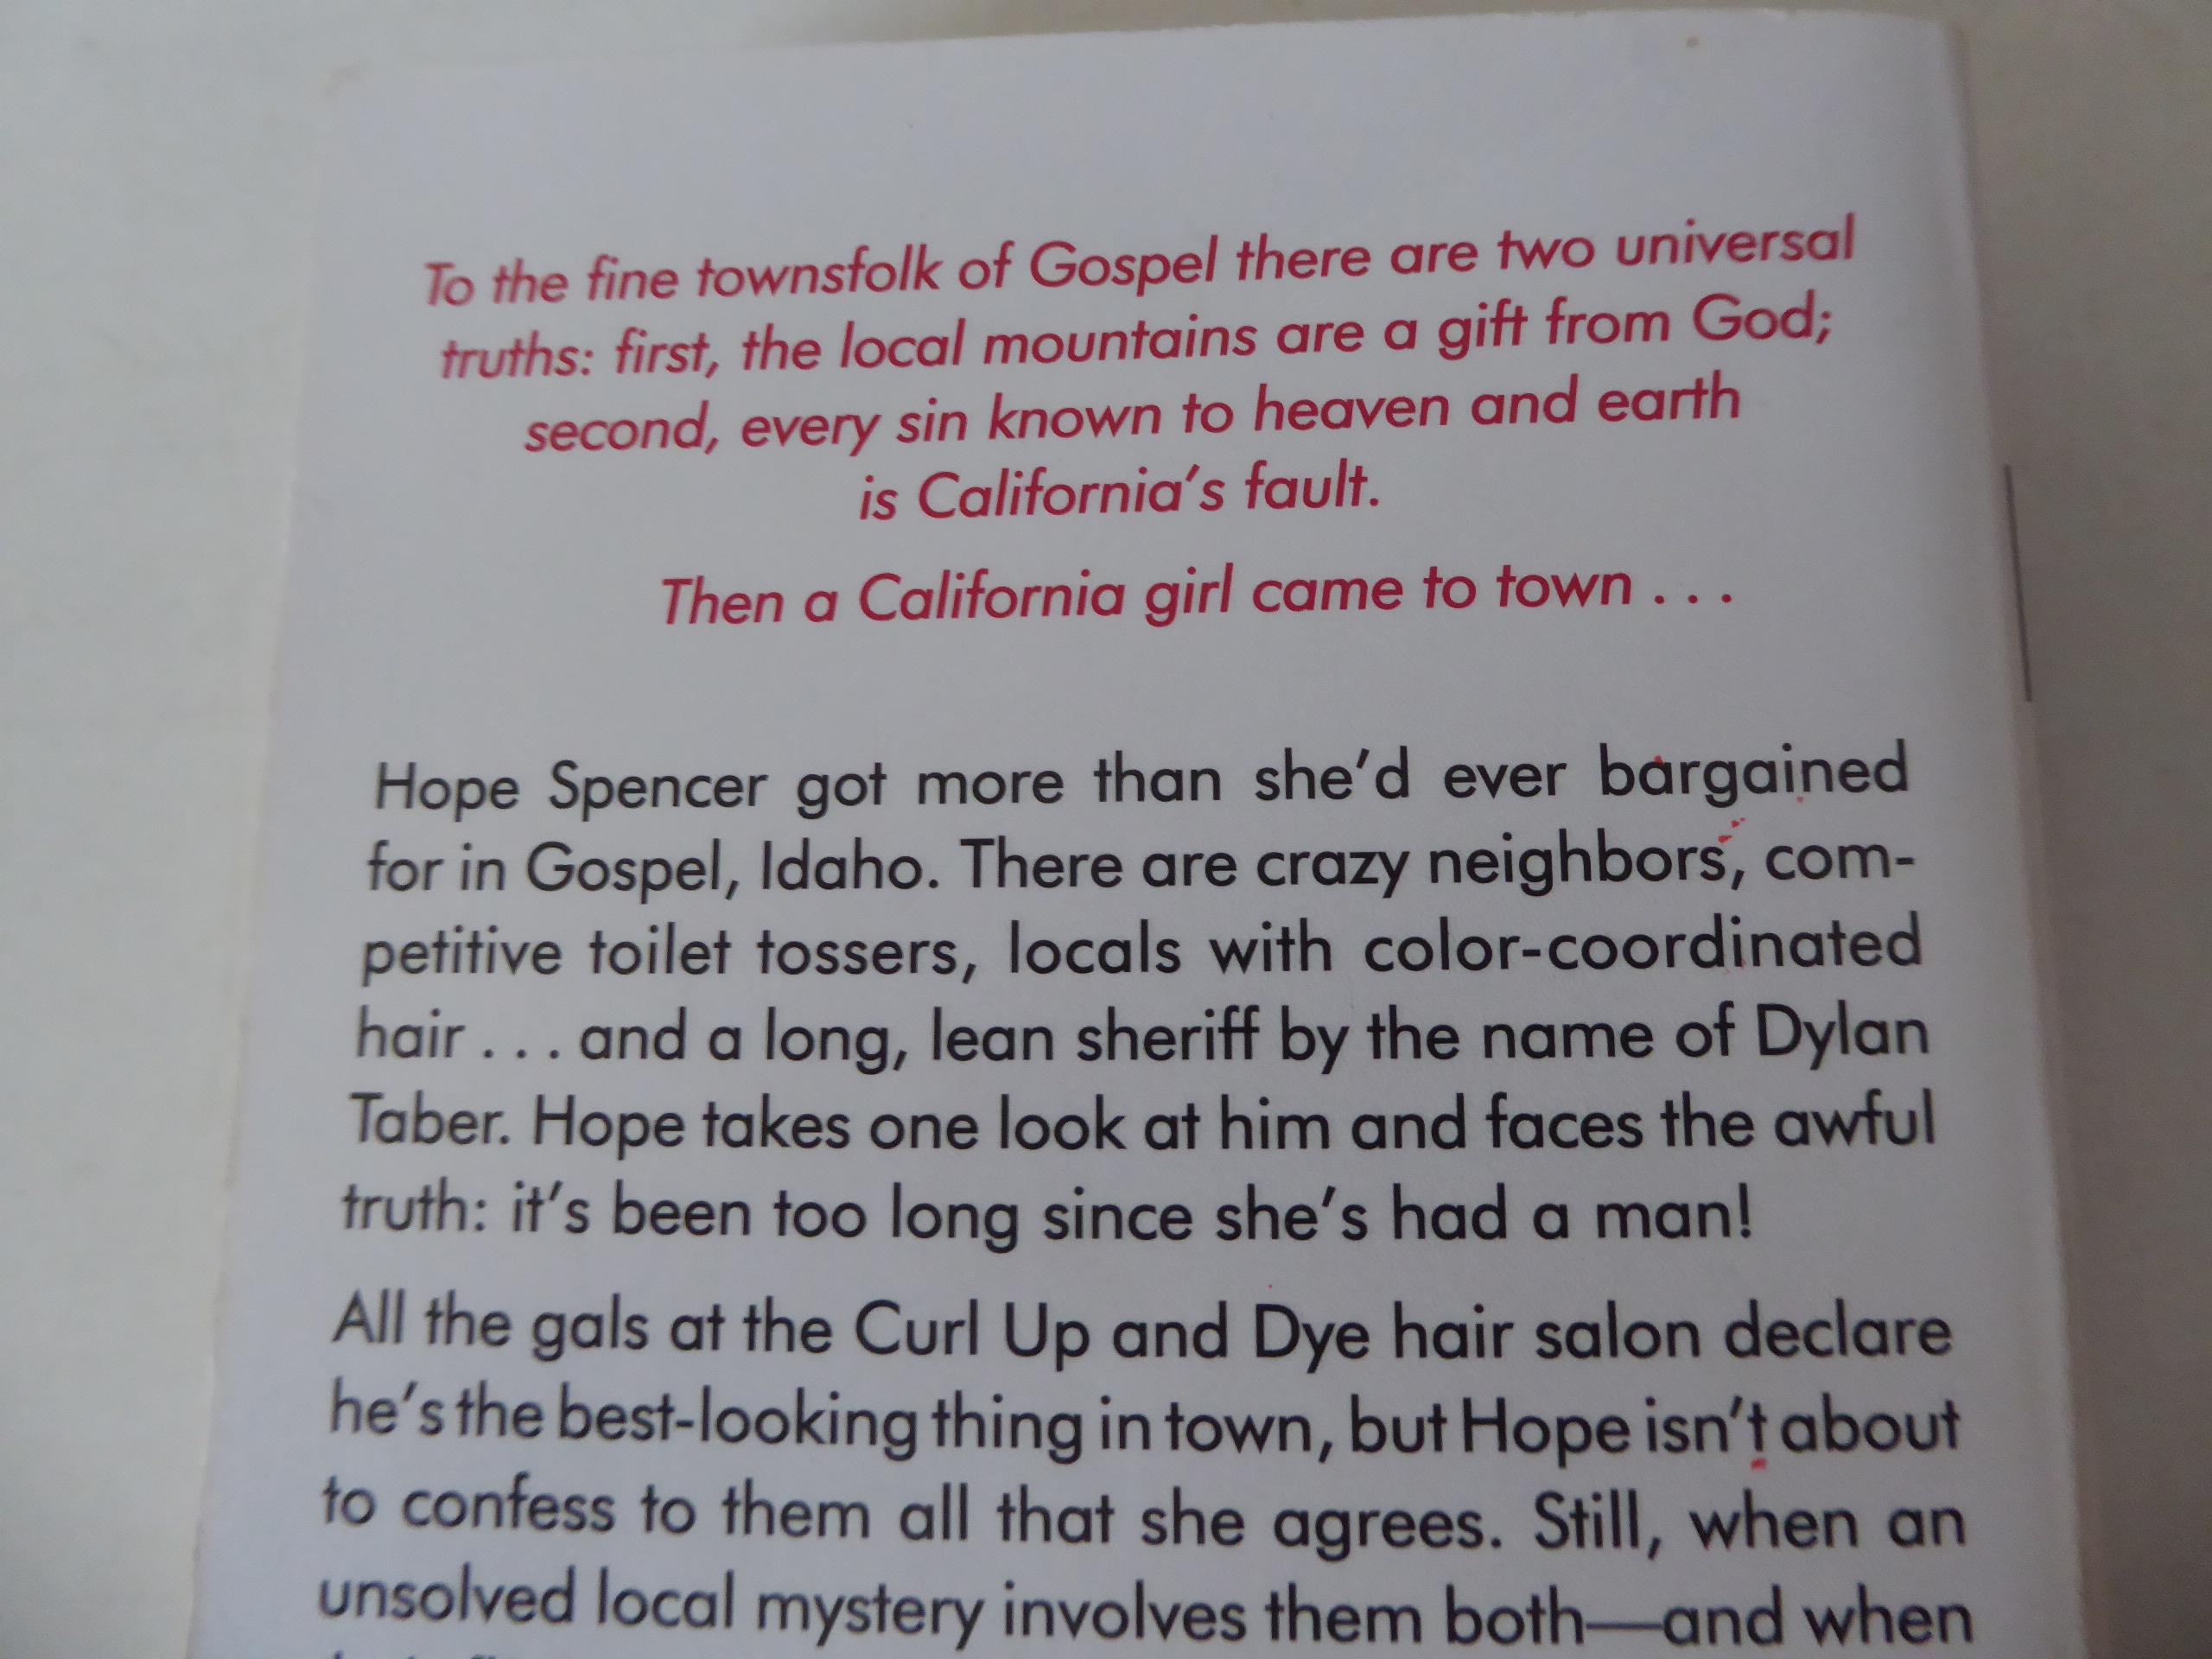 To the fine townsfolk of Gospel there are two universal
truths: first, the local mountains are a gift from God;
second, every sin known to heaven and earth
is California's fault.
Then a California girl came to town . . .
Hope Spencer got more than she'd ever bargained
for in Gospel, Idaho. There are crazy neighbors, com-
petitive toilet tossers, locals with color-coordinated
hair . . . and a long, lean sheriff by the name of Dylan
Taber. Hope takes one look at him and faces the awful
truth: it's been too long since she's had a man!
All the gals at the Curl Up and Dye hair salon declare
he's the best-looking thing in town, but Hope isn't about
to confess to them all that she agrees. Still, when an
unsolved local mystery involves them both—and when